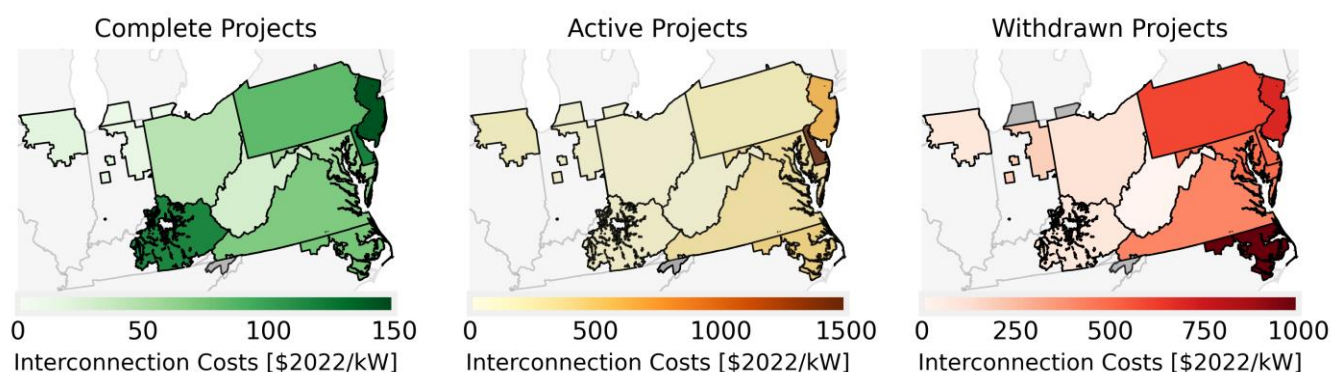 Complete Projects
Active Projects
Withdrawn Projects
0 50 100 150
0 500 1000 1500
0 250 500 750 1000
Interconnection Costs [$2022/kW]
Interconnection Costs [$2022/kW]
Interconnection Costs [$2022/kW]